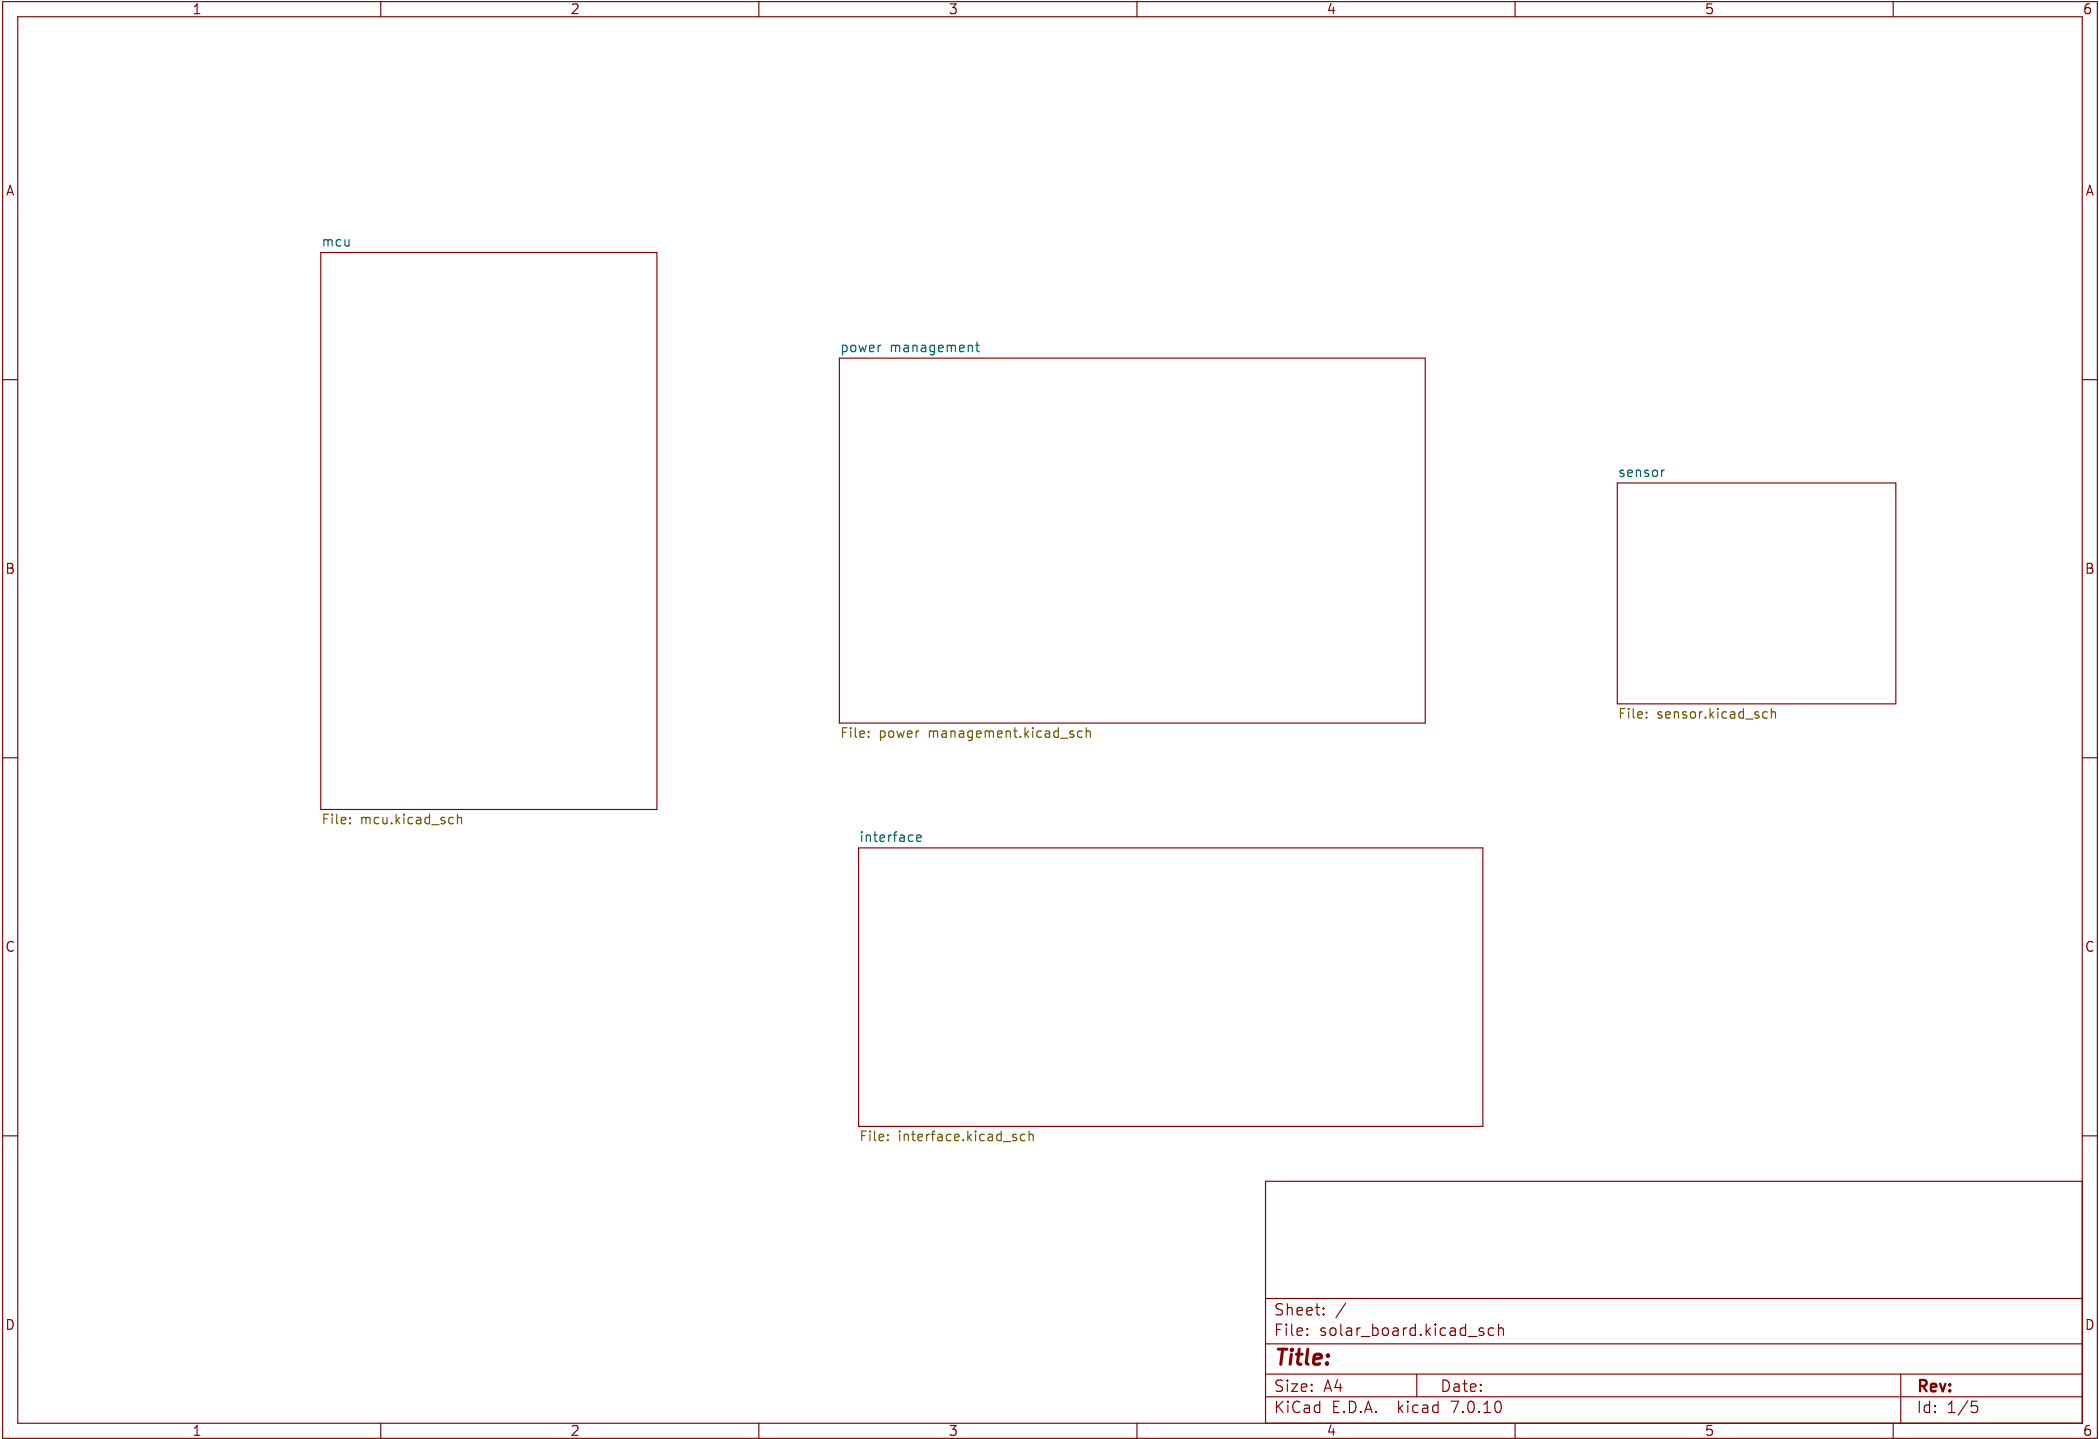 1 2 3 4 5 6
A A
mcu
power management
sensor
B B
File: sensor.kicad_sch
File: power management.kicad_sch
File: mcu.kicad_sch
interface
C C
File: interface.kicad_sch
Sheet: /
D D
File: solar_board.kicad_sch
Title:
Size: A4 Date: Rev:
KiCad E.D.A. kicad 7.0.10 Id: 1/5
1 2 3 4 5 6